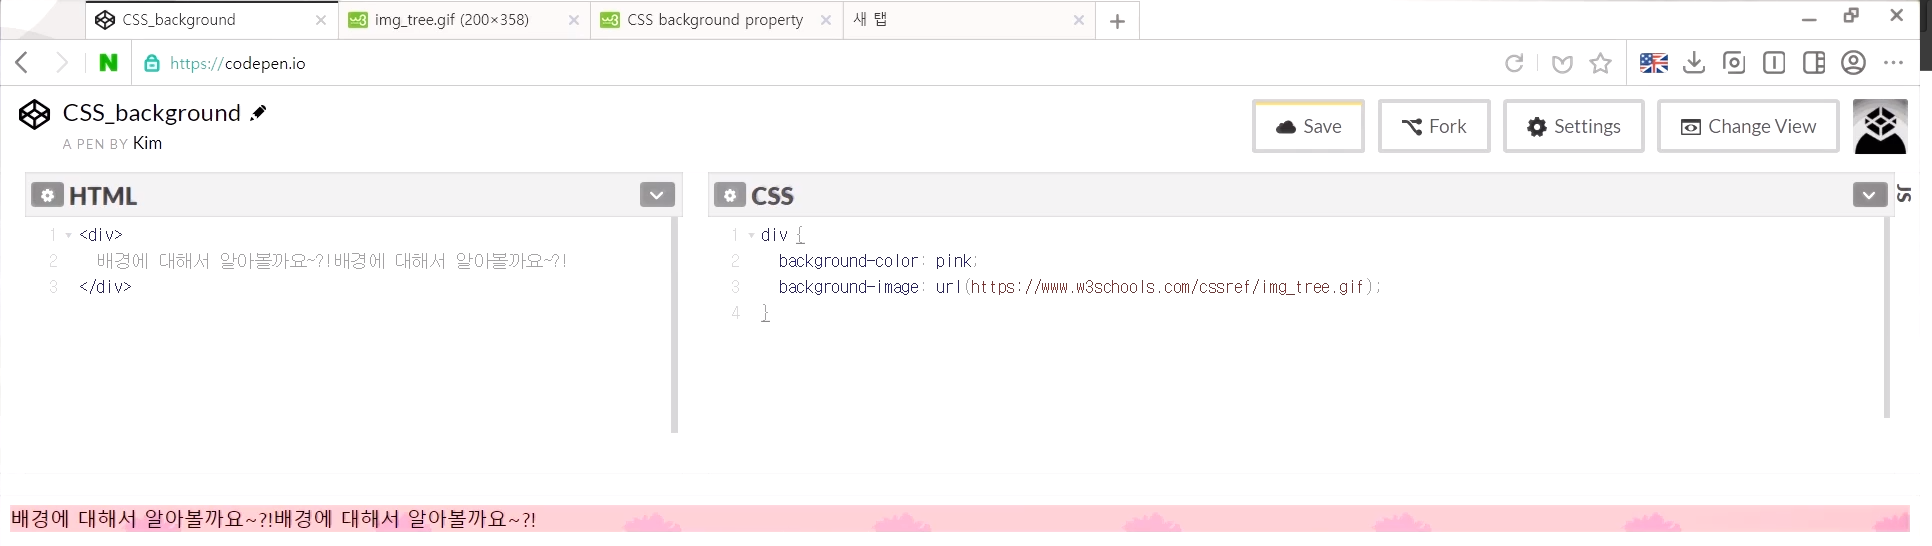 CSS_background
img_tree.gif (200×358)
CSS background property
새 탭
N
https://codepen.io
CSS_background
A PEN BY Kim
Save
Fork
Settings
Change View
HTML
1 <div>
2 배경에 대해서 알아볼까요~?!배경에 대해서 알아볼까요~?!
3 </div>
CSS
JS
1 div {
2 background-color: pink;
3 background-image: url(https://www.w3schools.com/cssref/img_tree.gif);
4 }
배경에 대해서 알아볼까요~?!배경에 대해서 알아볼까요~?!